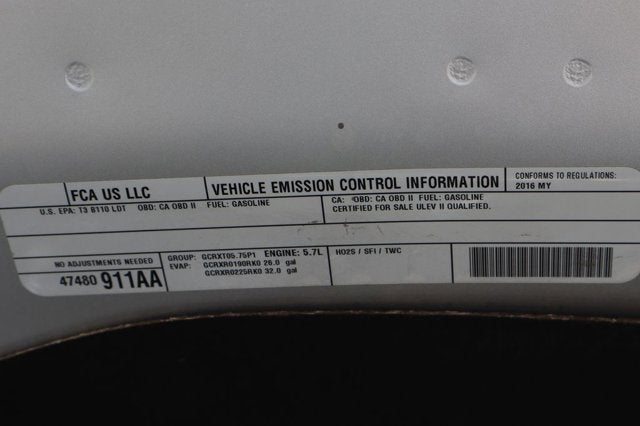 FCA US LLC
VEHICLE EMISSION CONTROL INFORMATION
CONFORMS TO REGULATIONS:
2016 MY
U.S. EPA: T3 B110 LDT OBD: CA OBD II FUEL: GASOLINE
CA: OBD: CA OBD II FUEL: GASOLINE
CERTIFIED FOR SALE ULEV II QUALIFIED.
NO ADJUSTMENTS NEEDED
47480 911AA
GROUP: GCRXT05.75P1 ENGINE: 5.7L
EVAP: GCRXR0190RK0 26.0 gal
GCRXR0225RK0 32.0 gal
HO2S / SFI / TWC